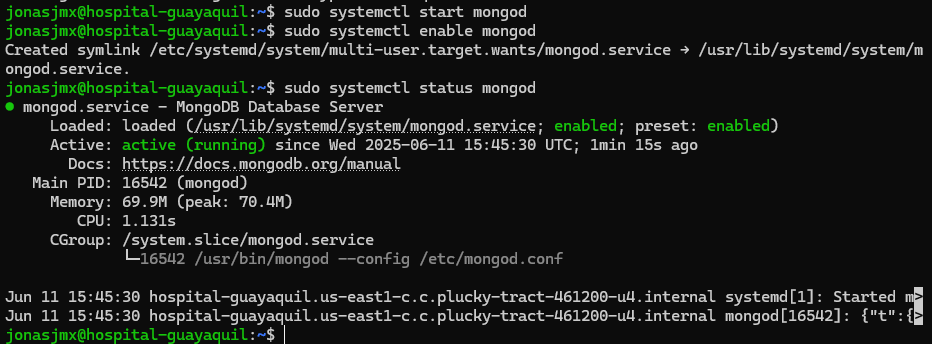 jonasjmx@hospital-guayaquil:~$ sudo systemctl start mongod
jonasjmx@hospital-guayaquil:~$ sudo systemctl enable mongod
Created symlink /etc/systemd/system/multi-user.target.wants/mongod.service → /usr/lib/systemd/system/m
ongod.service.
jonasjmx@hospital-guayaquil:~$ sudo systemctl status mongod
● mongod.service - MongoDB Database Server
Loaded: loaded (/usr/lib/systemd/system/mongod.service; enabled; preset: enabled)
Active: active (running) since Wed 2025-06-11 15:45:30 UTC; 1min 15s ago
Docs: https://docs.mongodb.org/manual
Main PID: 16542 (mongod)
Memory: 69.9M (peak: 70.4M)
CPU: 1.131s
CGroup: /system.slice/mongod.service
└─16542 /usr/bin/mongod --config /etc/mongod.conf
Jun 11 15:45:30 hospital-guayaquil.us-east1-c.c.plucky-tract-461200-u4.internal systemd[1]: Started m>
Jun 11 15:45:30 hospital-guayaquil.us-east1-c.c.plucky-tract-461200-u4.internal mongod[16542]: {"t":{>
jonasjmx@hospital-guayaquil:~$